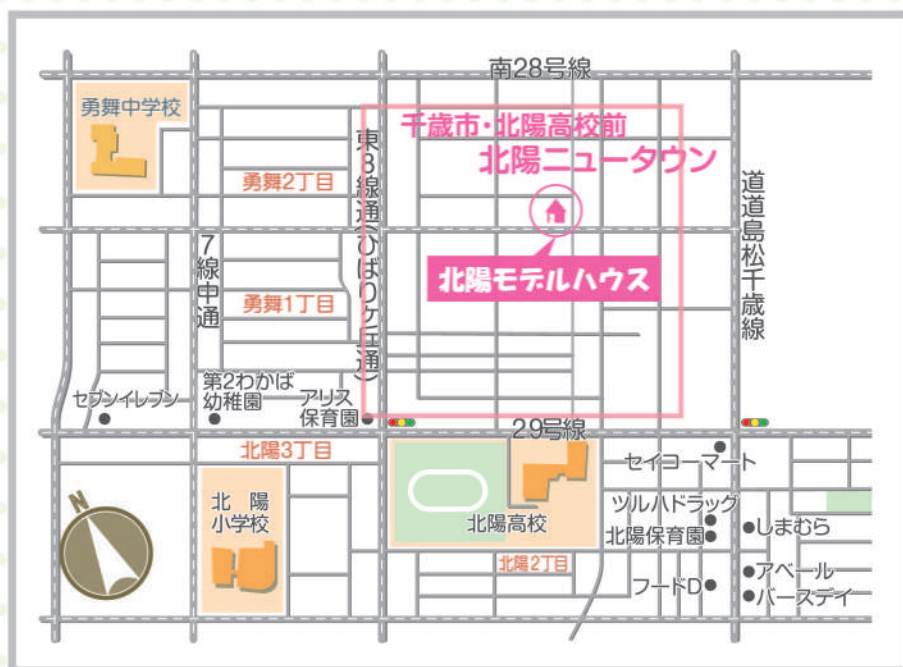 南28号線
勇舞中学校
千歳市・北陽高校前
北陽ニュータウン
勇舞2丁目
東8線通(ひばりヶ丘通)
道道島松千歳線
7線中通
北陽モデルハウス
勇舞1丁目
セブンイレブン
第2わかば
幼稚園
アリス
保育園
29号線
北陽3丁目
セイコーマート
N
北陽
小学校
北陽高校
ツルハドラッグ
北陽保育園
しまむら
北陽2丁目
フードD
アベール
バースデイ